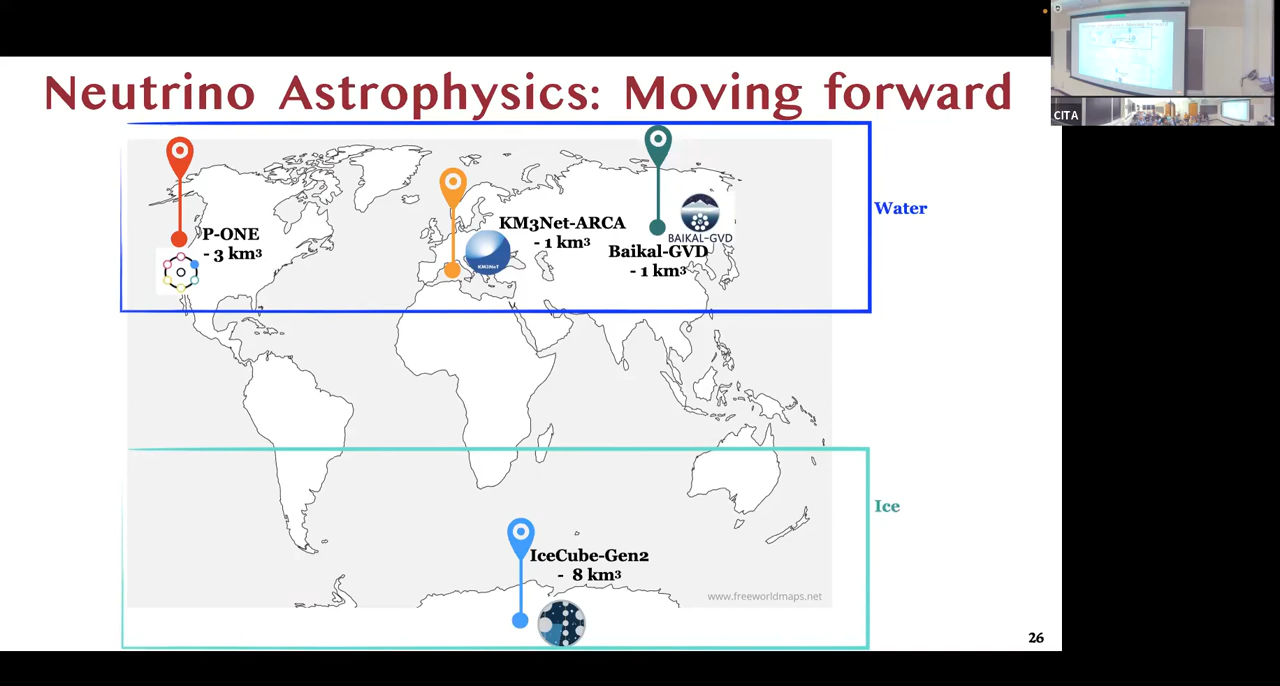 Neutrino Astrophysics: Moving forward
CITA
Water
P-ONE
- 3 km³
KM3Net-ARCA
- 1 km³
KM3NeT
BAIKAL-GVD
Baikal-GVD
- 1 km³
Ice
IceCube-Gen2
- 8 km³
www.freeworldmaps.net
26